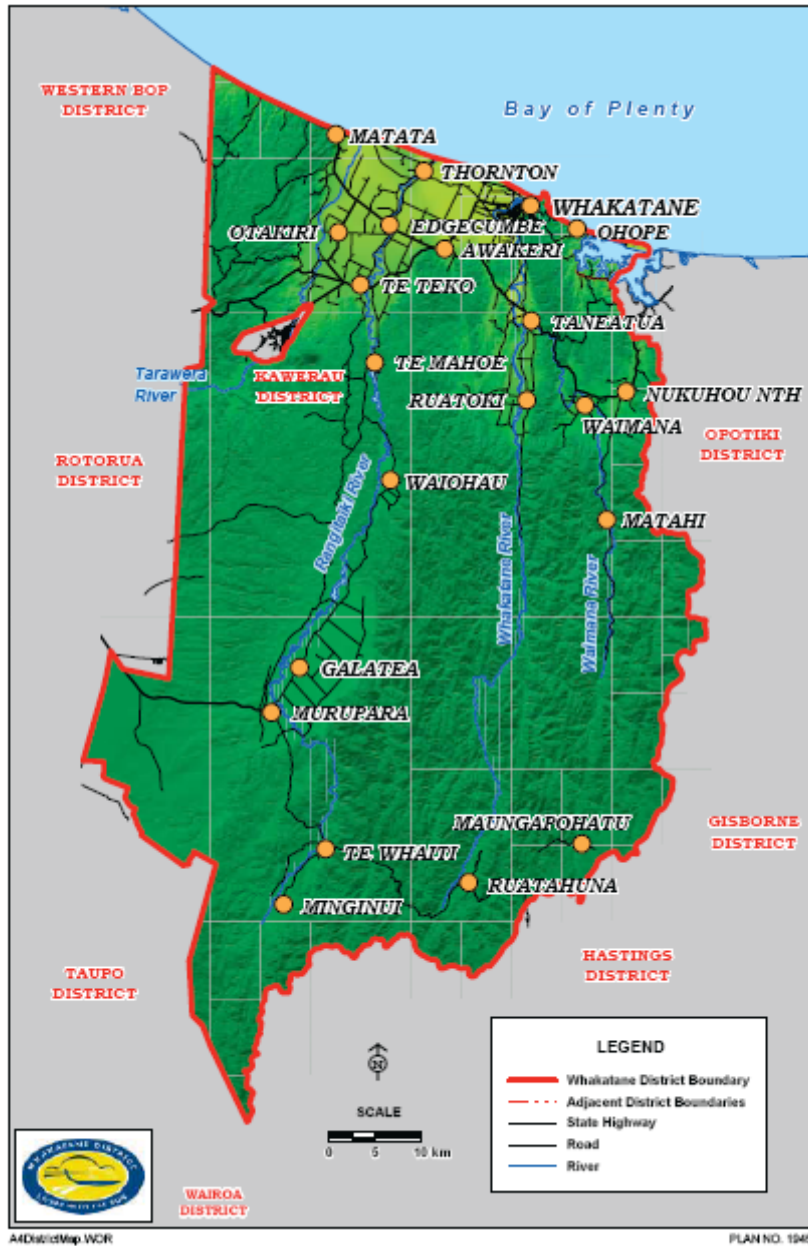 WESTERN BOP
DISTRICT
Bay of Plenty
MATATA
THORNTON
WHAKATANE
OTAKIRI
EDGECUMBE
OHOPE
AWAKERI
TE TEKO
TANEATUA
Tarawera
River
KAWERAU
DISTRICT
TE MAHOE
RUATOKI
NUKUHOU NTH
WAIMANA
OPOTIKI
DISTRICT
ROTORUA
DISTRICT
WAIOHAU
Rangitaiki River
Whakatane River
MATAHI
Waimana River
GALATEA
MURUPARA
MAUNGAPOHATU
GISBORNE
DISTRICT
TE WHAITI
RUATAHUNA
MINGINUI
TAUPO
DISTRICT
HASTINGS
DISTRICT
N
SCALE
0 5 10 km
LEGEND
Whakatane District Boundary
Adjacent District Boundaries
State Highway
Road
River
WHAKATANE DISTRICT
WAIROA
DISTRICT
A4DistrictMap.WOR